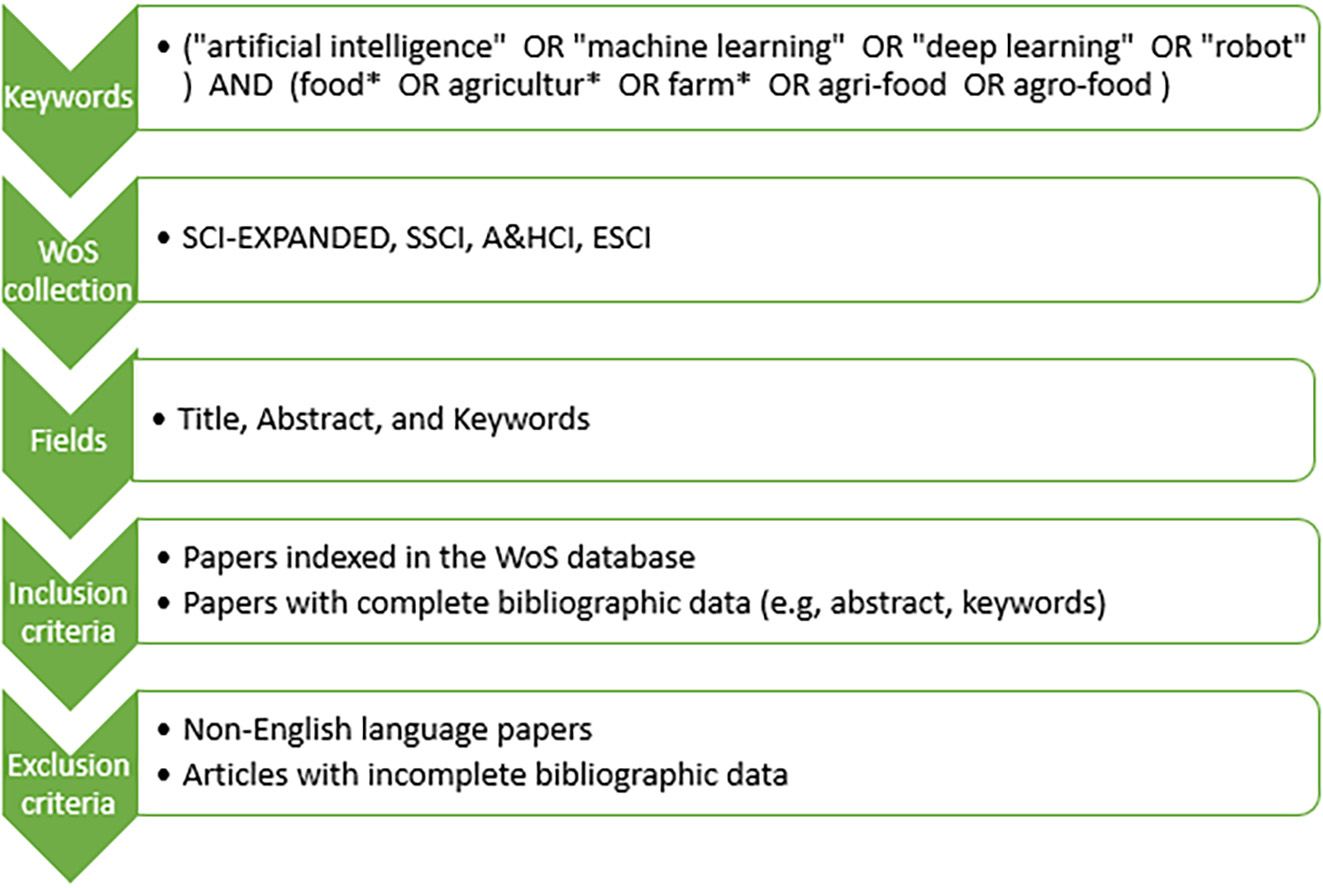 Keywords
• ("artificial intelligence" OR "machine learning" OR "deep learning" OR "robot"
) AND (food* OR agricultur* OR farm* OR agri-food OR agro-food )
WoS
collection
• SCI-EXPANDED, SSCI, A&HCI, ESCI
Fields
• Title, Abstract, and Keywords
Inclusion
criteria
• Papers indexed in the WoS database
• Papers with complete bibliographic data (e.g, abstract, keywords)
Exclusion
criteria
• Non-English language papers
• Articles with incomplete bibliographic data